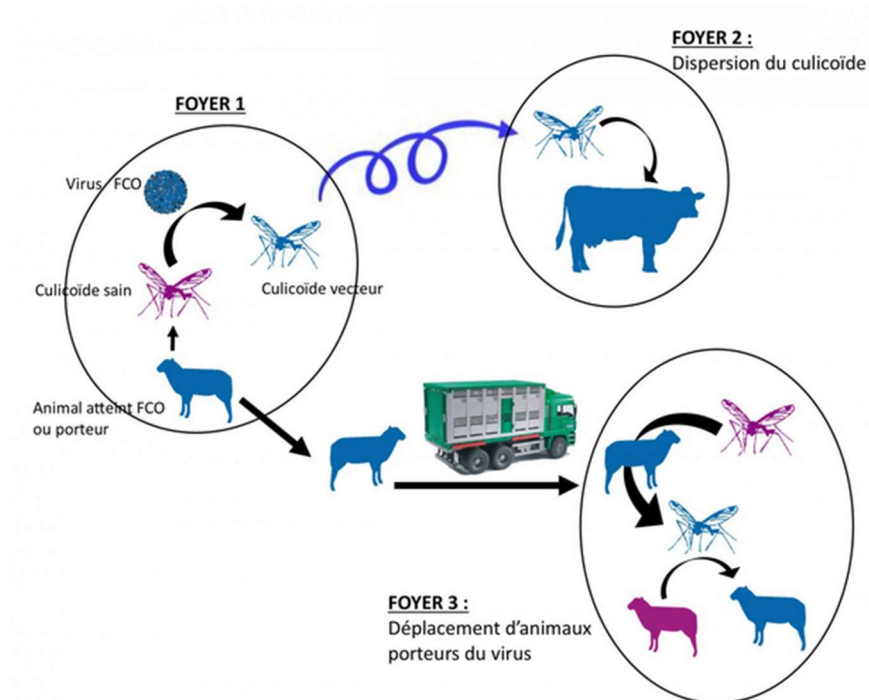 FOYER 1
Virus FCO
Culicoïde sain
Culicoïde vecteur
Animal atteint FCO
ou porteur
FOYER 2 :
Dispersion du culicoïde
FOYER 3 :
Déplacement d'animaux
porteurs du virus